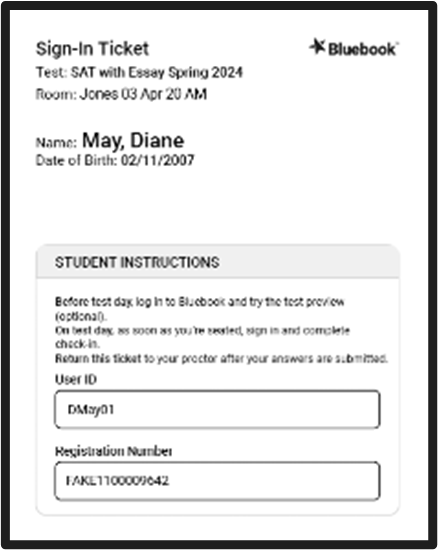 Sign-In Ticket
Bluebook
Test: SAT with Essay Spring 2024
Room: Jones 03 Apr 20 AM
Name: May, Diane
Date of Birth: 02/11/2007
STUDENT INSTRUCTIONS
Before test day, log in to Bluebook and try the test preview
(optional).
On test day, as soon as you're seated, sign in and complete
check-in.
Return this ticket to your proctor after your answers are submitted.
User ID
DMay01
Registration Number
FAKE1100009642